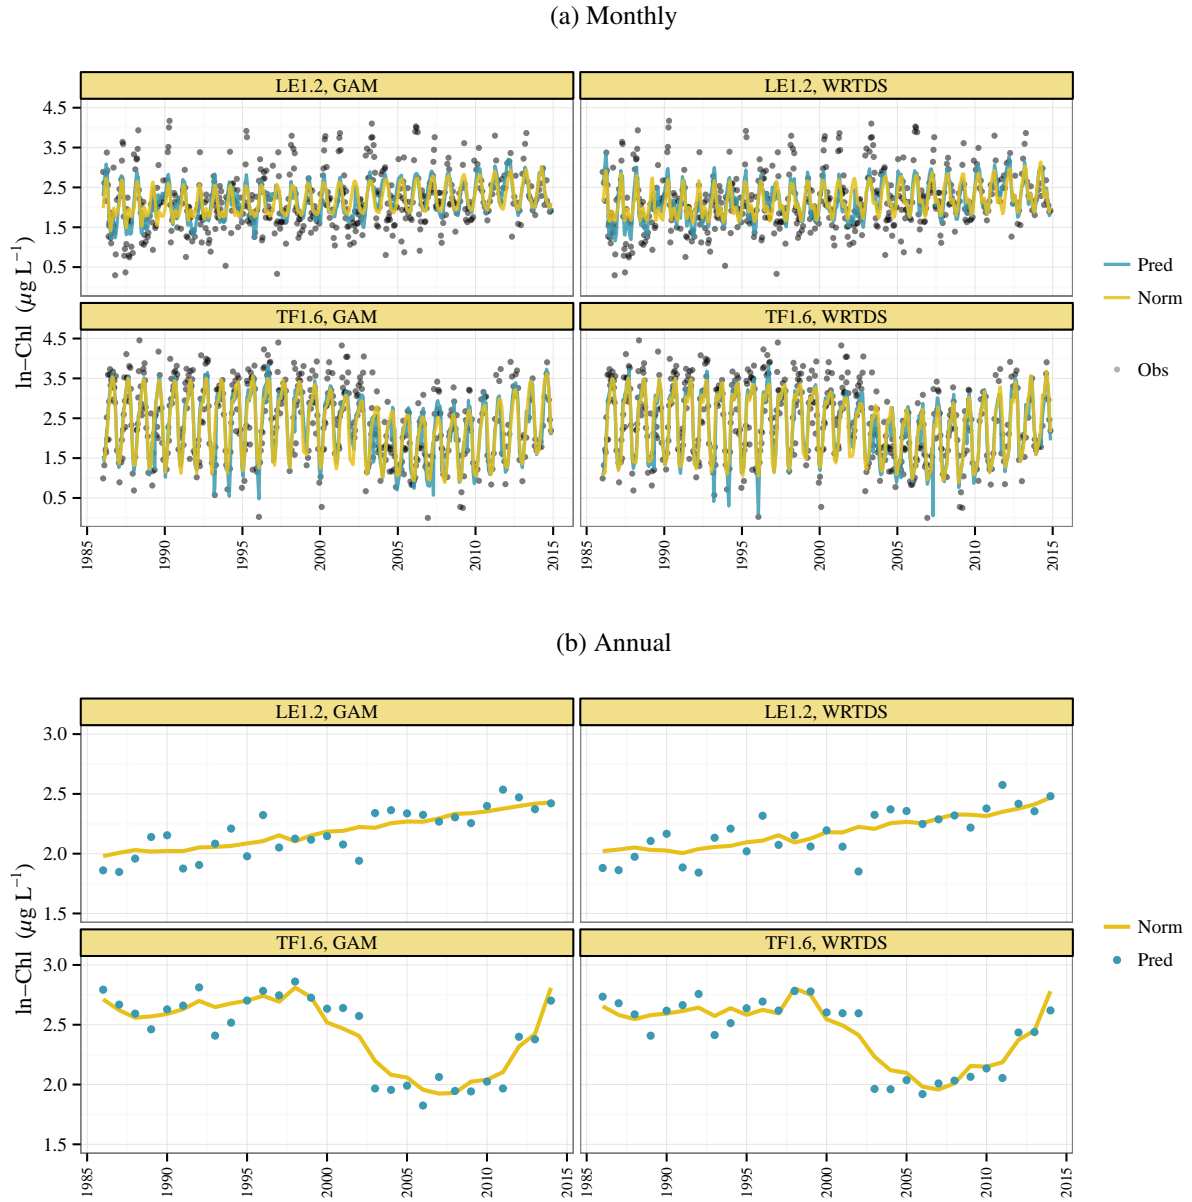 (a) Monthly
LE1.2, GAM
LE1.2, WRTDS
4.5
3.5
2.5
1.5
0.5
TF1.6, GAM
TF1.6, WRTDS
4.5
3.5
2.5
1.5
0.5
ln−Chl (μg L⁻¹)
1985 1990 1995 2000 2005 2010 2015
1985 1990 1995 2000 2005 2010 2015
Pred
Norm
Obs
(b) Annual
LE1.2, GAM
LE1.2, WRTDS
3.0
2.5
2.0
1.5
TF1.6, GAM
TF1.6, WRTDS
3.0
2.5
2.0
1.5
ln−Chl (μg L⁻¹)
1985 1990 1995 2000 2005 2010 2015
1985 1990 1995 2000 2005 2010 2015
Norm
Pred